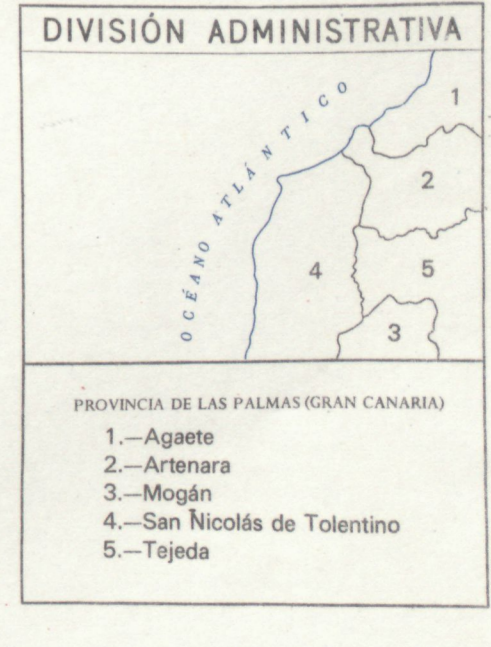 DIVISIÓN ADMINISTRATIVA
OCÉANO ATLÁNTICO
1
2
4
5
3
PROVINCIA DE LAS PALMAS (GRAN CANARIA)
1.—Agaete
2.—Artenara
3.—Mogán
4.—San Nicolás de Tolentino
5.—Tejeda